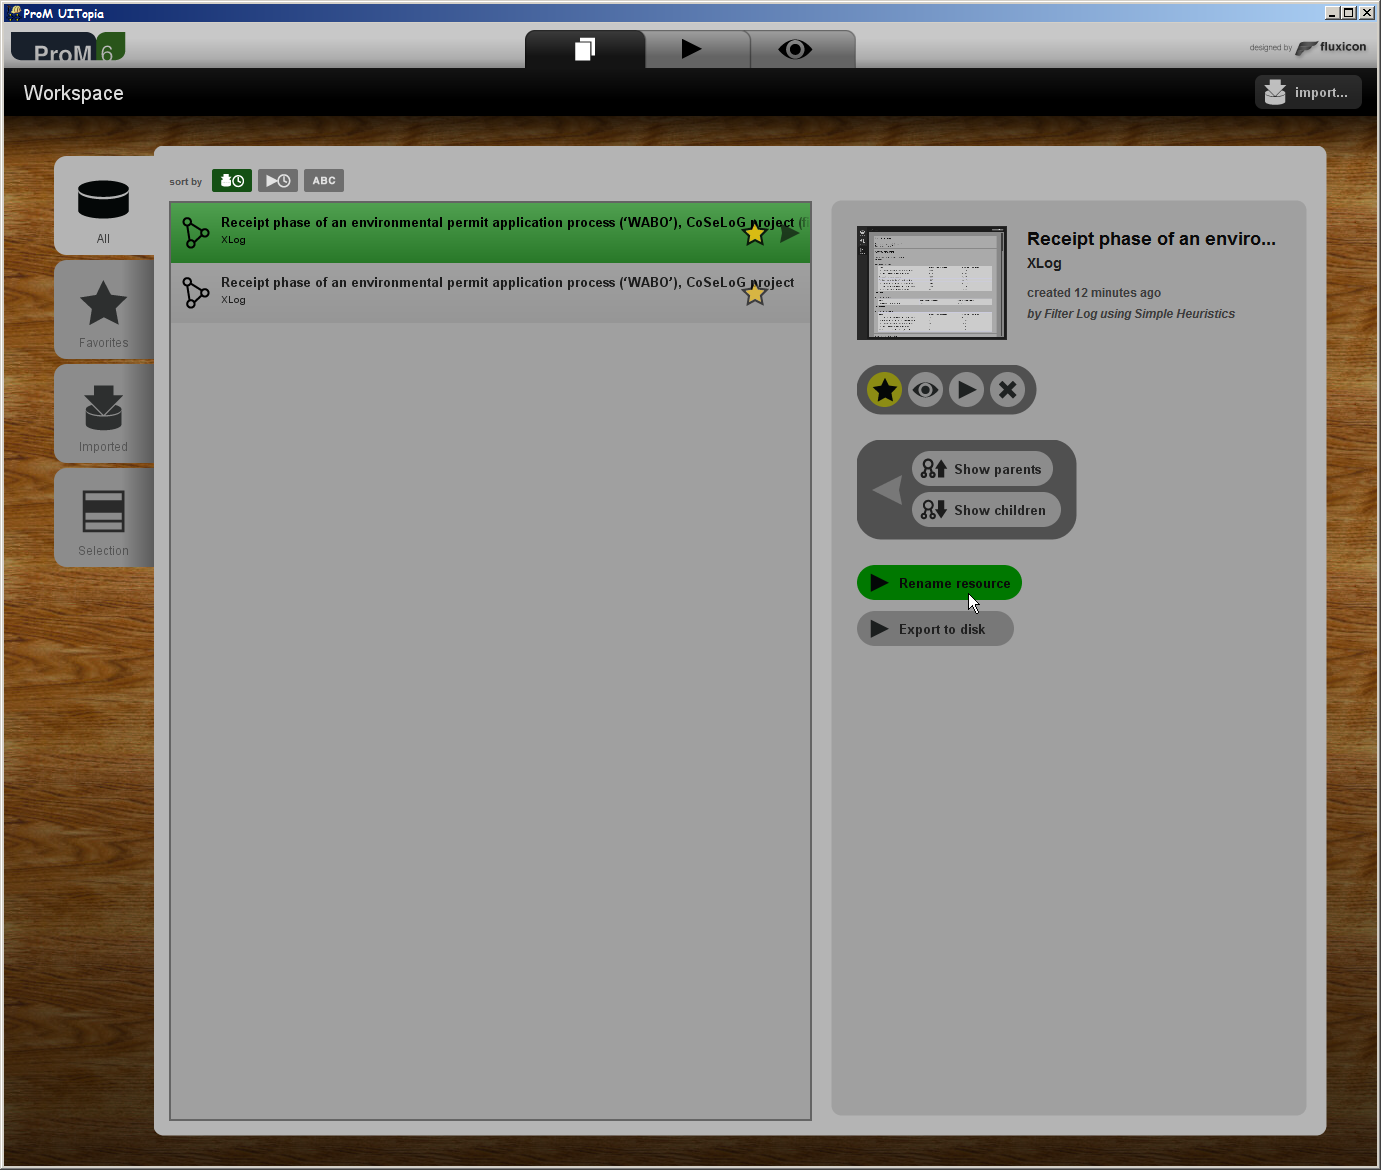 ProM UITopia
ProM 6
designed by fluxicon
Workspace
import...
All
Favorites
Imported
Selection
sort by
ABC
Receipt phase of an environmental permit application process (‘WABO’), CoSeLoG project (fi
XLog
Receipt phase of an environmental permit application process (‘WABO’), CoSeLoG project
XLog
Receipt phase of an enviro...
XLog
created 12 minutes ago
by Filter Log using Simple Heuristics
Show parents
Show children
Rename resource
Export to disk